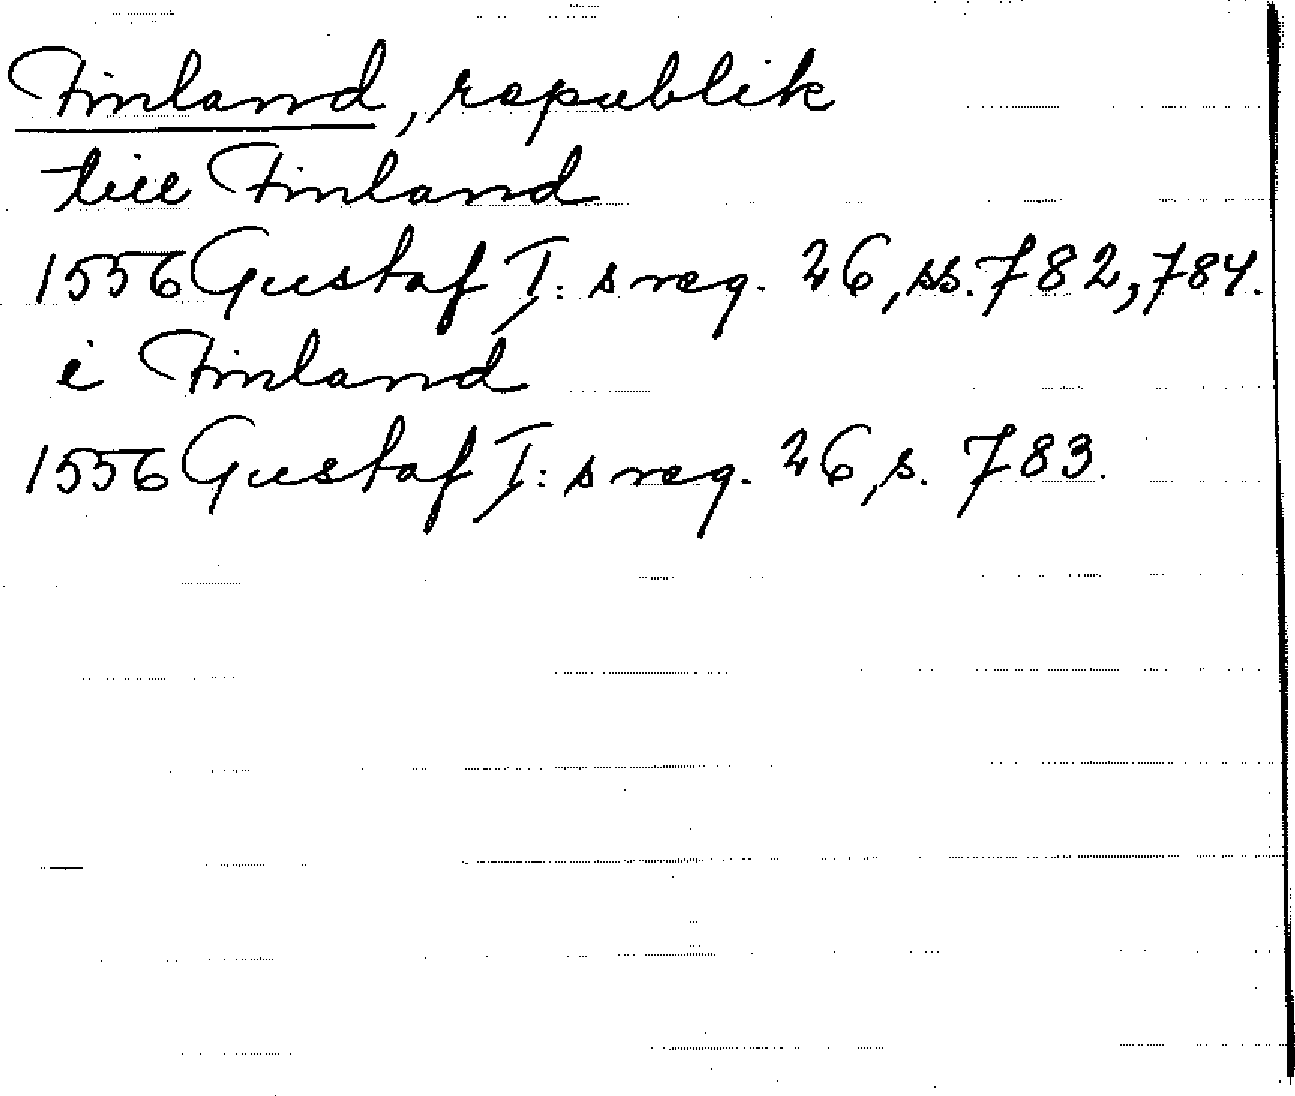 Finland, republik
till Finland
1556 Gustaf I:s reg. 26, ss. 782, 784.
i Finland
1556 Gustaf I:s reg. 26, s. 783.